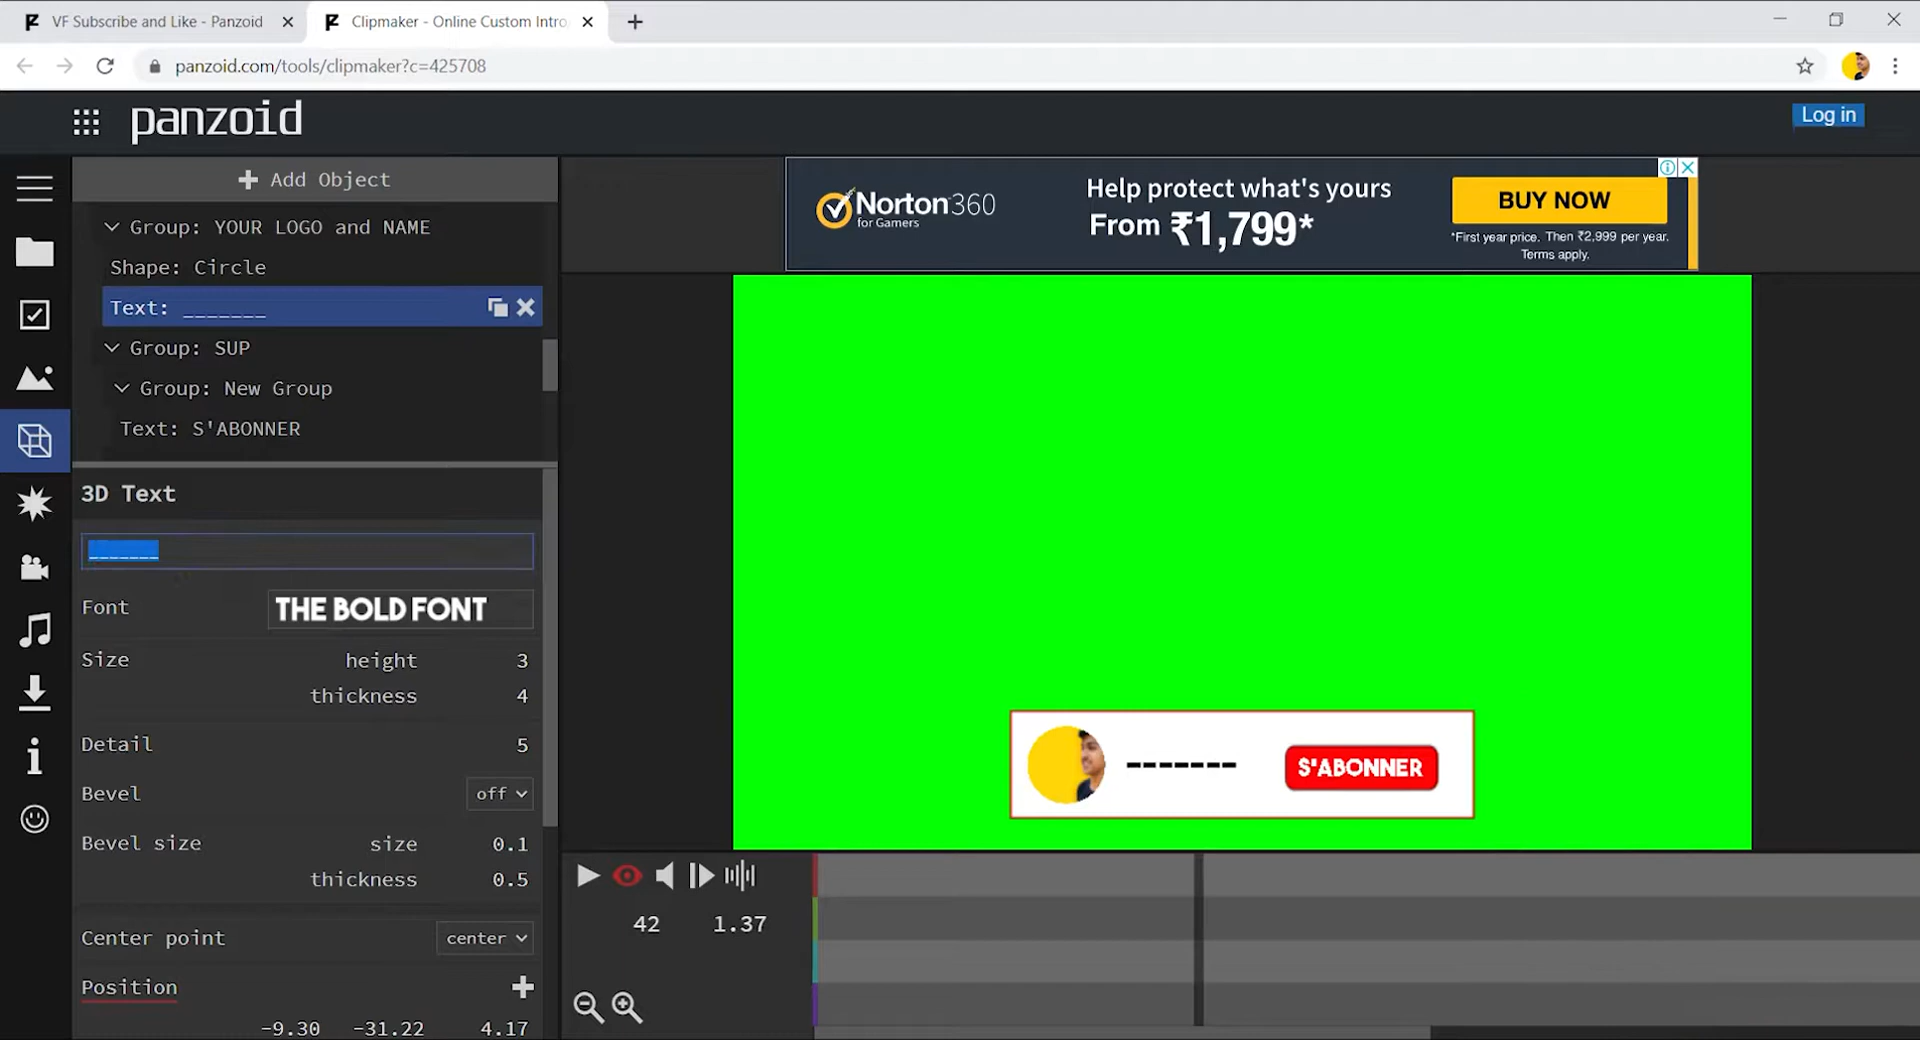 VF Subscribe and Like - Panzoid
Clipmaker - Online Custom Intro
panzoid.com/tools/clipmaker?c=425708
panzoid
Log in
+ Add Object
Group: YOUR LOGO and NAME
Shape: Circle
Text: _______
Group: SUP
Group: New Group
Text: S'ABONNER
3D Text
_______
Font THE BOLD FONT
Size height 3
thickness 4
Detail 5
Bevel off
Bevel size size 0.1
thickness 0.5
Center point center
Position +
-9.30 -31.22 4.17
Norton 360
for Gamers
Help protect what's yours
From ₹1,799*
BUY NOW
*First year price. Then ₹2,999 per year.
Terms apply.
------- S'ABONNER
42 1.37